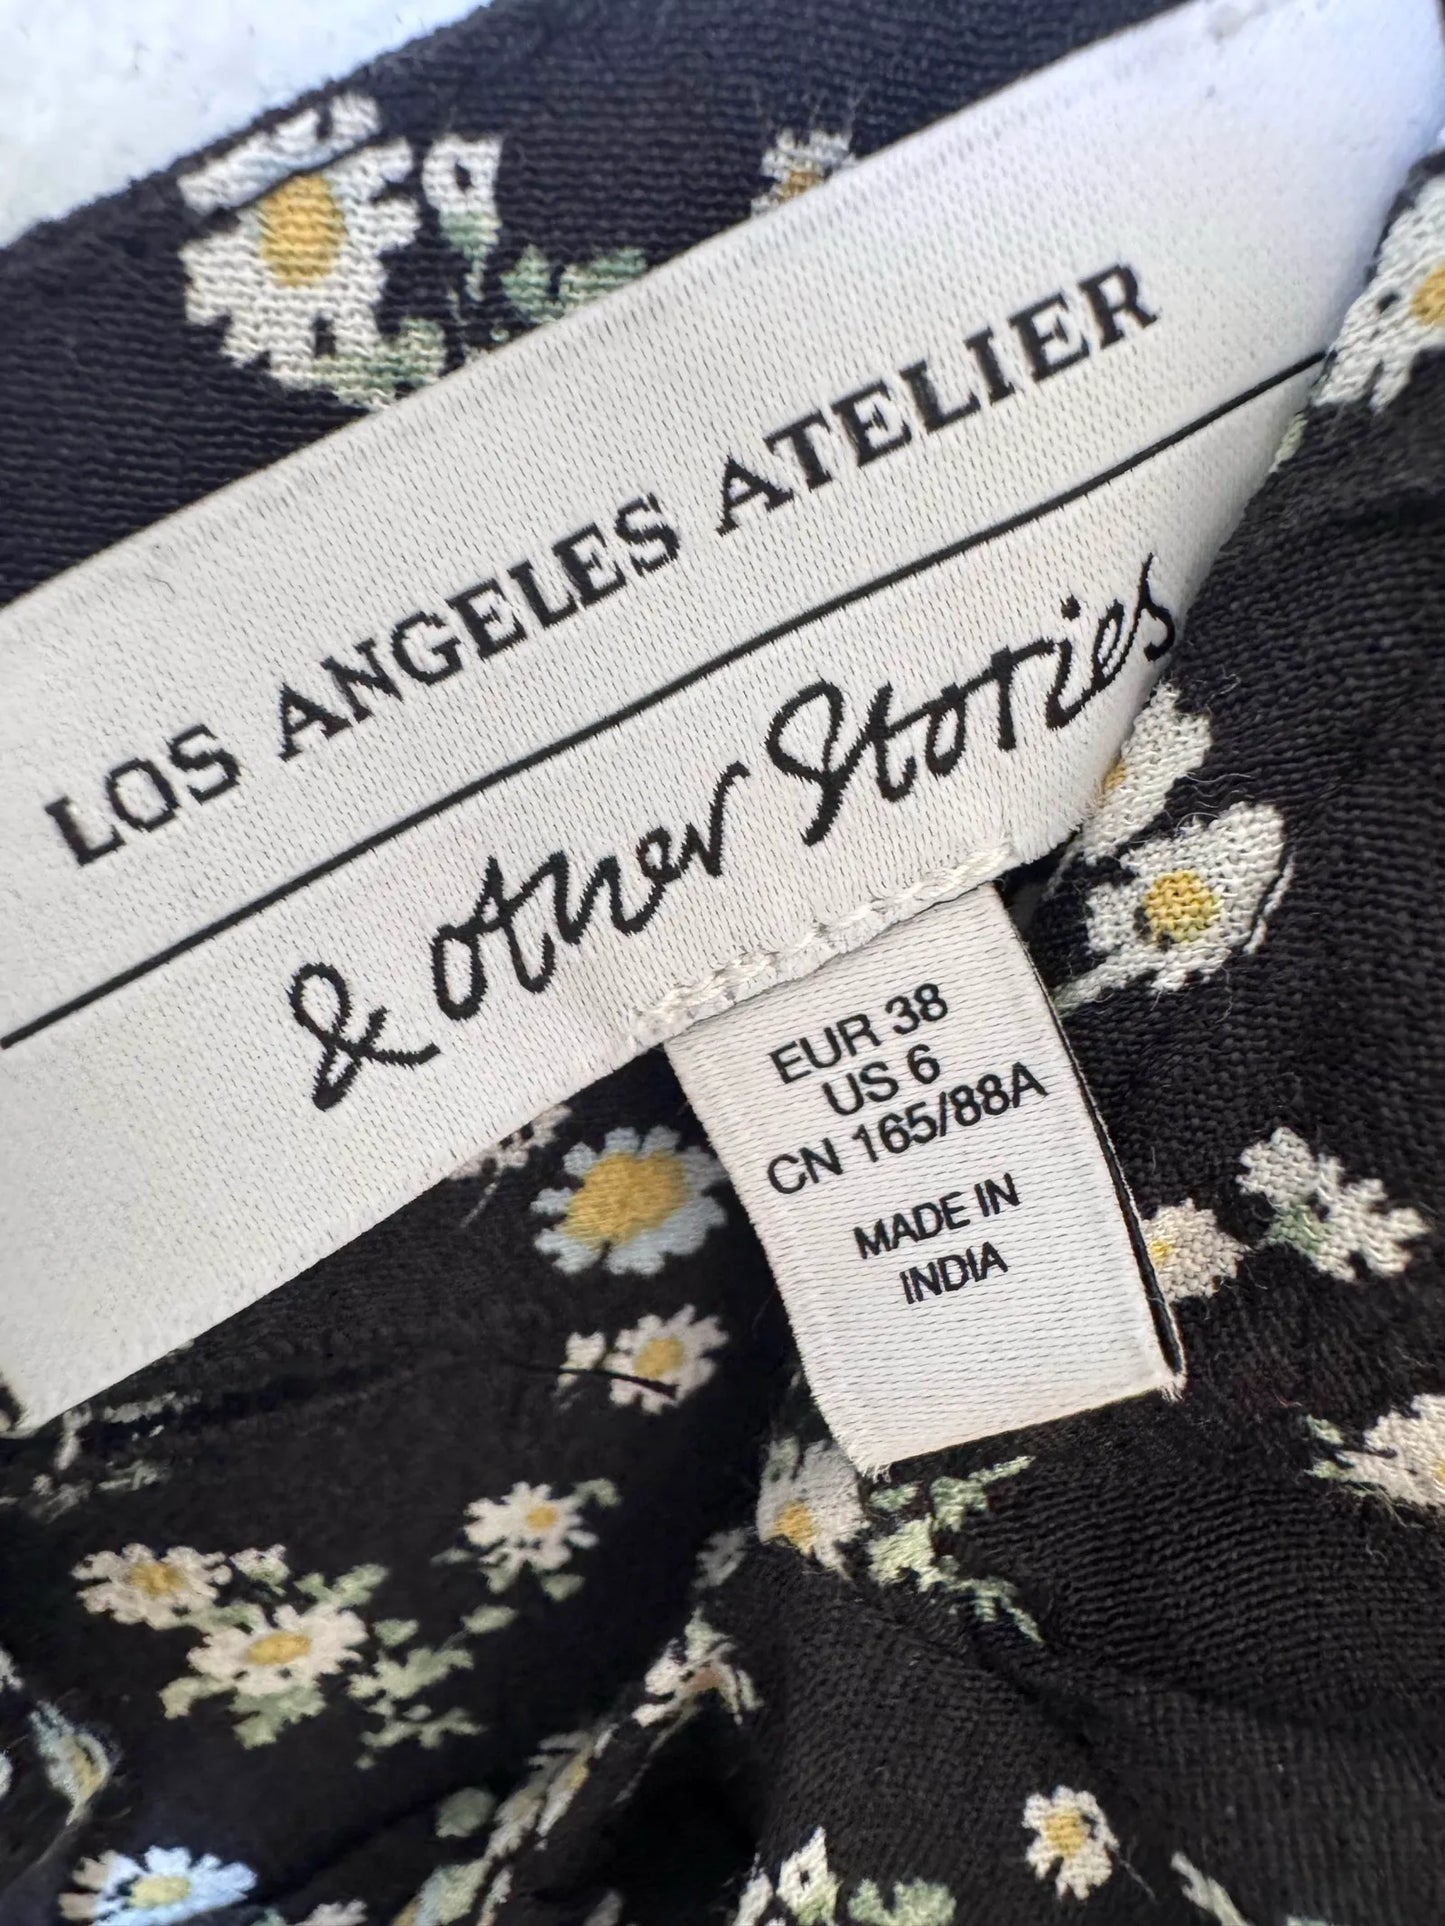 LOS ANGELES ATELIER
& other Stories
EUR 38
US 6
CN 165/88A
MADE IN
INDIA